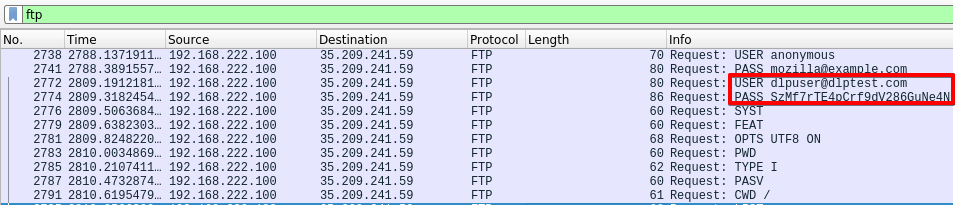 ftp
No. Time Source Destination Protocol Length Info
2738 2788.1371911… 192.168.222.100 35.209.241.59 FTP 70 Request: USER anonymous
2741 2788.3891557… 192.168.222.100 35.209.241.59 FTP 80 Request: PASS mozilla@example.com
2772 2809.1912181… 192.168.222.100 35.209.241.59 FTP 80 Request: USER dlpuser@dlptest.com
2774 2809.3182454… 192.168.222.100 35.209.241.59 FTP 86 Request: PASS SzMf7rTE4pCrf9dV286GuNe4N
2776 2809.5063684… 192.168.222.100 35.209.241.59 FTP 60 Request: SYST
2779 2809.6382303… 192.168.222.100 35.209.241.59 FTP 60 Request: FEAT
2781 2809.8248220… 192.168.222.100 35.209.241.59 FTP 68 Request: OPTS UTF8 ON
2783 2810.0034869… 192.168.222.100 35.209.241.59 FTP 60 Request: PWD
2785 2810.2107411… 192.168.222.100 35.209.241.59 FTP 62 Request: TYPE I
2787 2810.4732874… 192.168.222.100 35.209.241.59 FTP 60 Request: PASV
2791 2810.6195479… 192.168.222.100 35.209.241.59 FTP 61 Request: CWD /